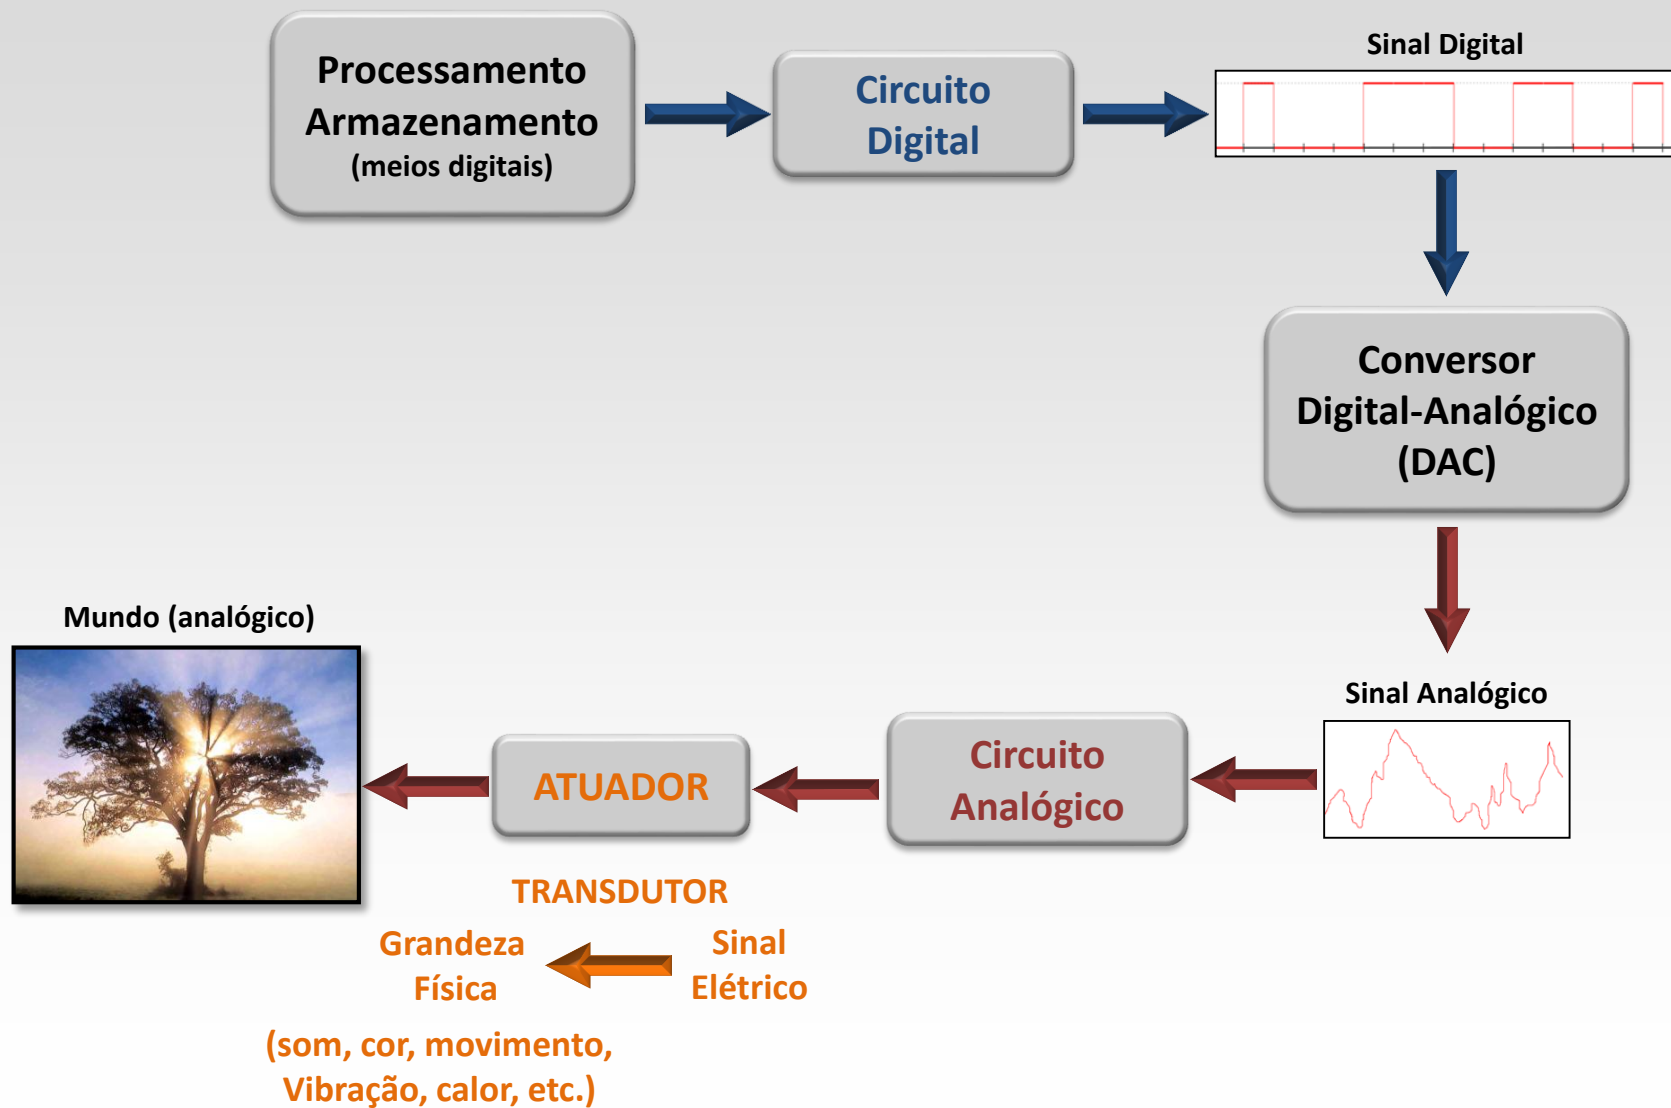 Processamento
Armazenamento
(meios digitais)
Circuito
Digital
Sinal Digital
Conversor
Digital-Analógico
(DAC)
Mundo (analógico)
Sinal Analógico
Circuito
Analógico
ATUADOR
TRANSDUTOR
Grandeza
Física
Sinal
Elétrico
(som, cor, movimento,
Vibração, calor, etc.)